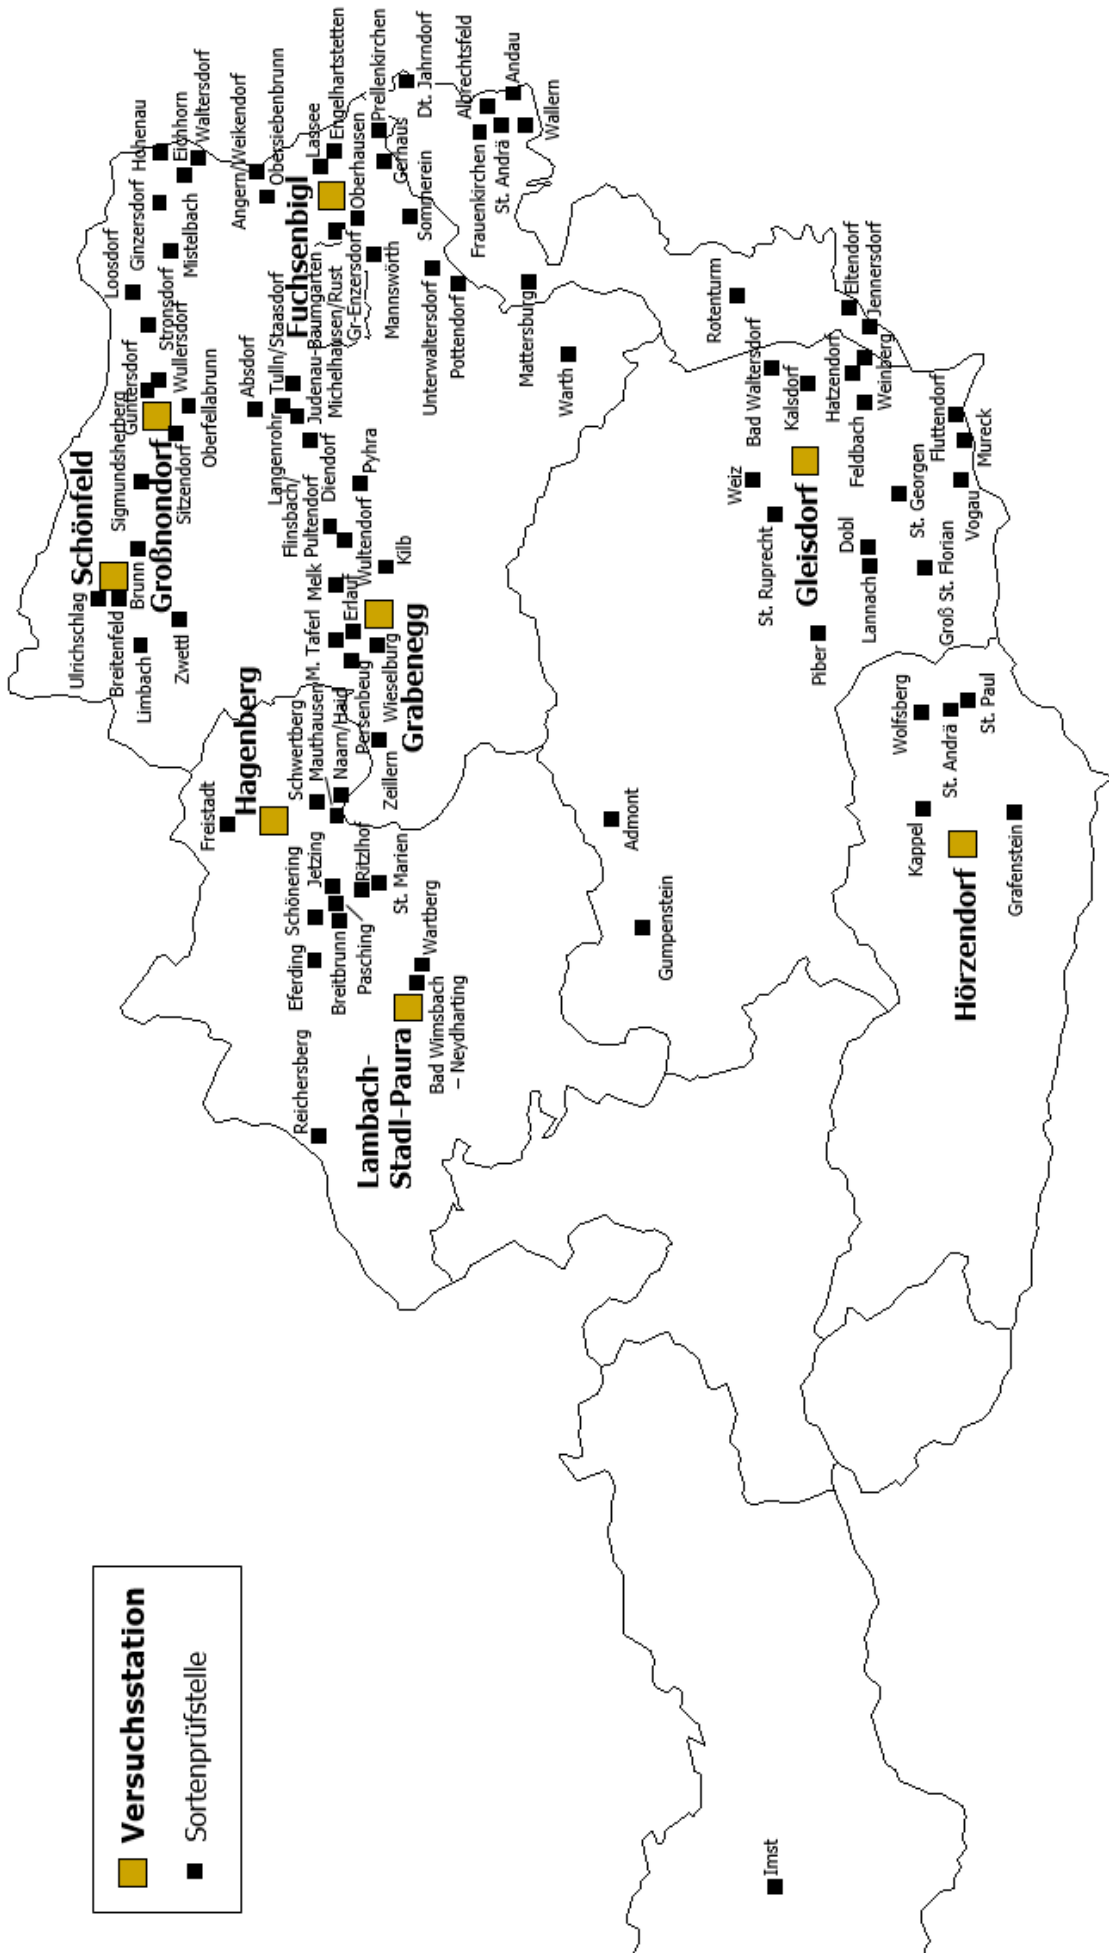 Versuchsstation
Sortenprüfstelle
Ulrichschlag
Schönfeld
Breitenfeld
Brunn
Limbach
Zwettl
Großnondorf
Sigmundsherberg
Sitzendorf
Guntersdorf
Wullersdorf
Oberfellabrunn
Stronsdorf
Loosdorf
Mistelbach
Ginzersdorf
Hohenau
Eichhorn
Waltersdorf
Angern/Weikendorf
Obersiebenbrunn
Absdorf
Tulln/Staasdorf
Langenrohr
Judenau-Baumgarten
Michelhausen/Rust
Fuchsenbigl
Lassee
Engelhartstetten
Oberhausen
Gr-Enzersdorf
Mannswörth
Prellenkirchen
Gerhaus
Dt. Jahrndorf
Sommerein
Unterwaltersdorf
Pottendorf
Mattersburg
Warth
Albrechtsfeld
Andau
Frauenkirchen
St. Andrä
Wallern
Flinsbach/
Diendorf
Pultendorf
Wultendorf
Pyhra
Kilb
Melk
Erlauf
M. Taferl
Persenbeug
Wieselburg
Grabenegg
Zeillern
Freistadt
Hagenberg
Schwertberg
Mauthausen
Naarn/Haid
Jetzing
Schönering
Eferding
Breitbrunn
Pasching
Ritzlhof
St. Marien
Wartberg
Bad Wimsbach
– Neydharting
Lambach-
Stadl-Paura
Reichersberg
Admont
Gumpenstein
Rotenturm
Bad Waltersdorf
Kalsdorf
Hatzendorf
Weinberg
Feldbach
Eltendorf
Jennersdorf
Weiz
St. Ruprecht
Gleisdorf
Dobl
Lannach
Piber
St. Georgen
Groß St. Florian
Fluttendorf
Mureck
Vogau
Wolfsberg
St. Andrä
St. Paul
Kappel
Hörzendorf
Grafenstein
Imst